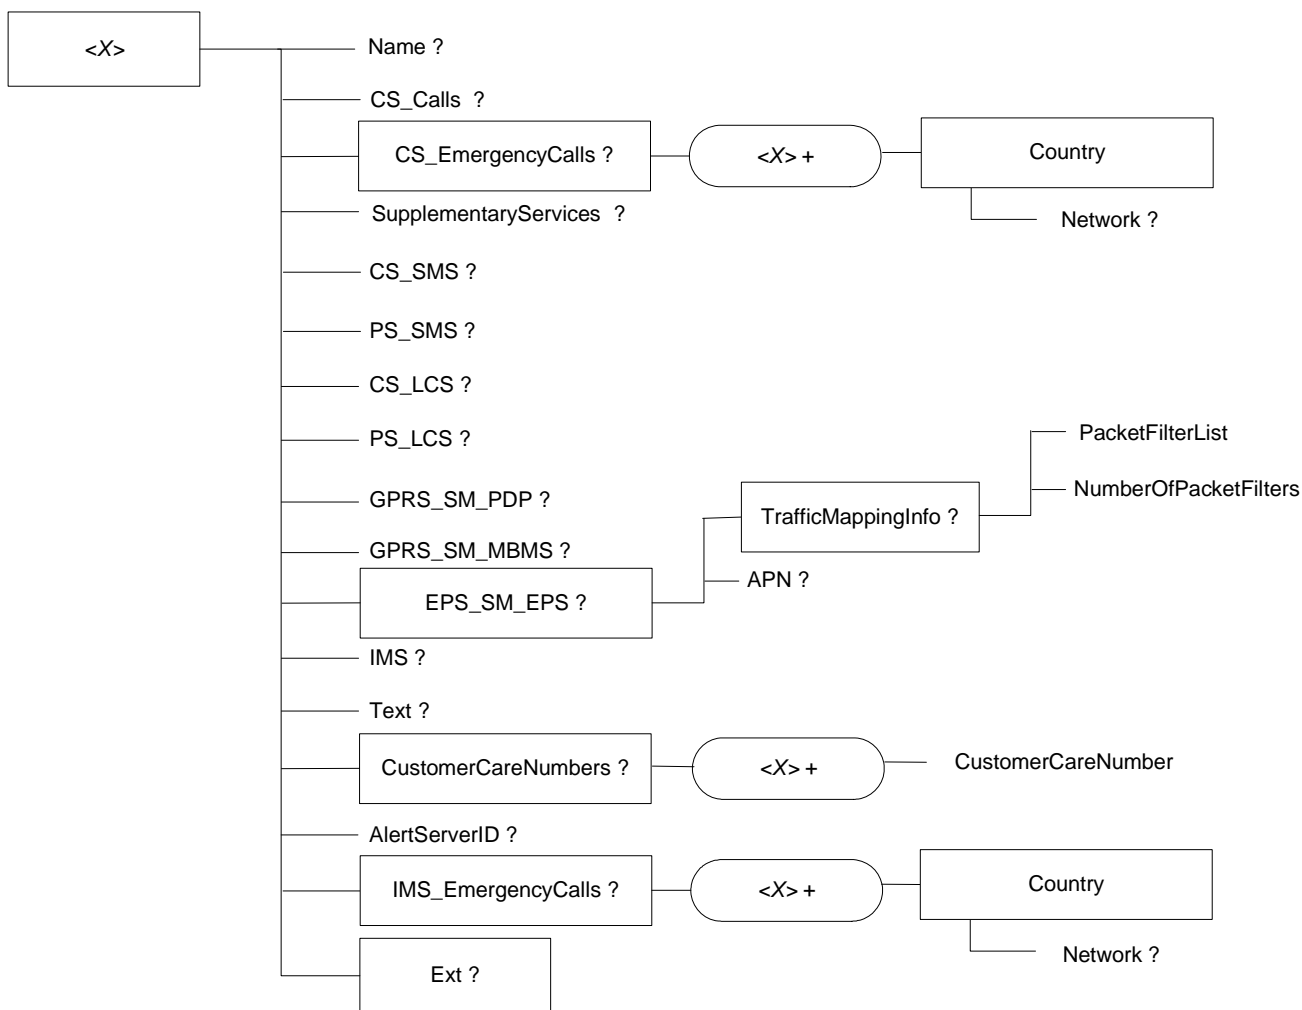 <X>
Name ?
CS_Calls ?
CS_EmergencyCalls ?
<X> +
Country
Network ?
SupplementaryServices ?
CS_SMS ?
PS_SMS ?
CS_LCS ?
PS_LCS ?
PacketFilterList
NumberOfPacketFilters
GPRS_SM_PDP ?
TrafficMappingInfo ?
GPRS_SM_MBMS ?
APN ?
EPS_SM_EPS ?
IMS ?
Text ?
CustomerCareNumbers ?
<X> +
CustomerCareNumber
AlertServerID ?
IMS_EmergencyCalls ?
<X> +
Country
Network ?
Ext ?